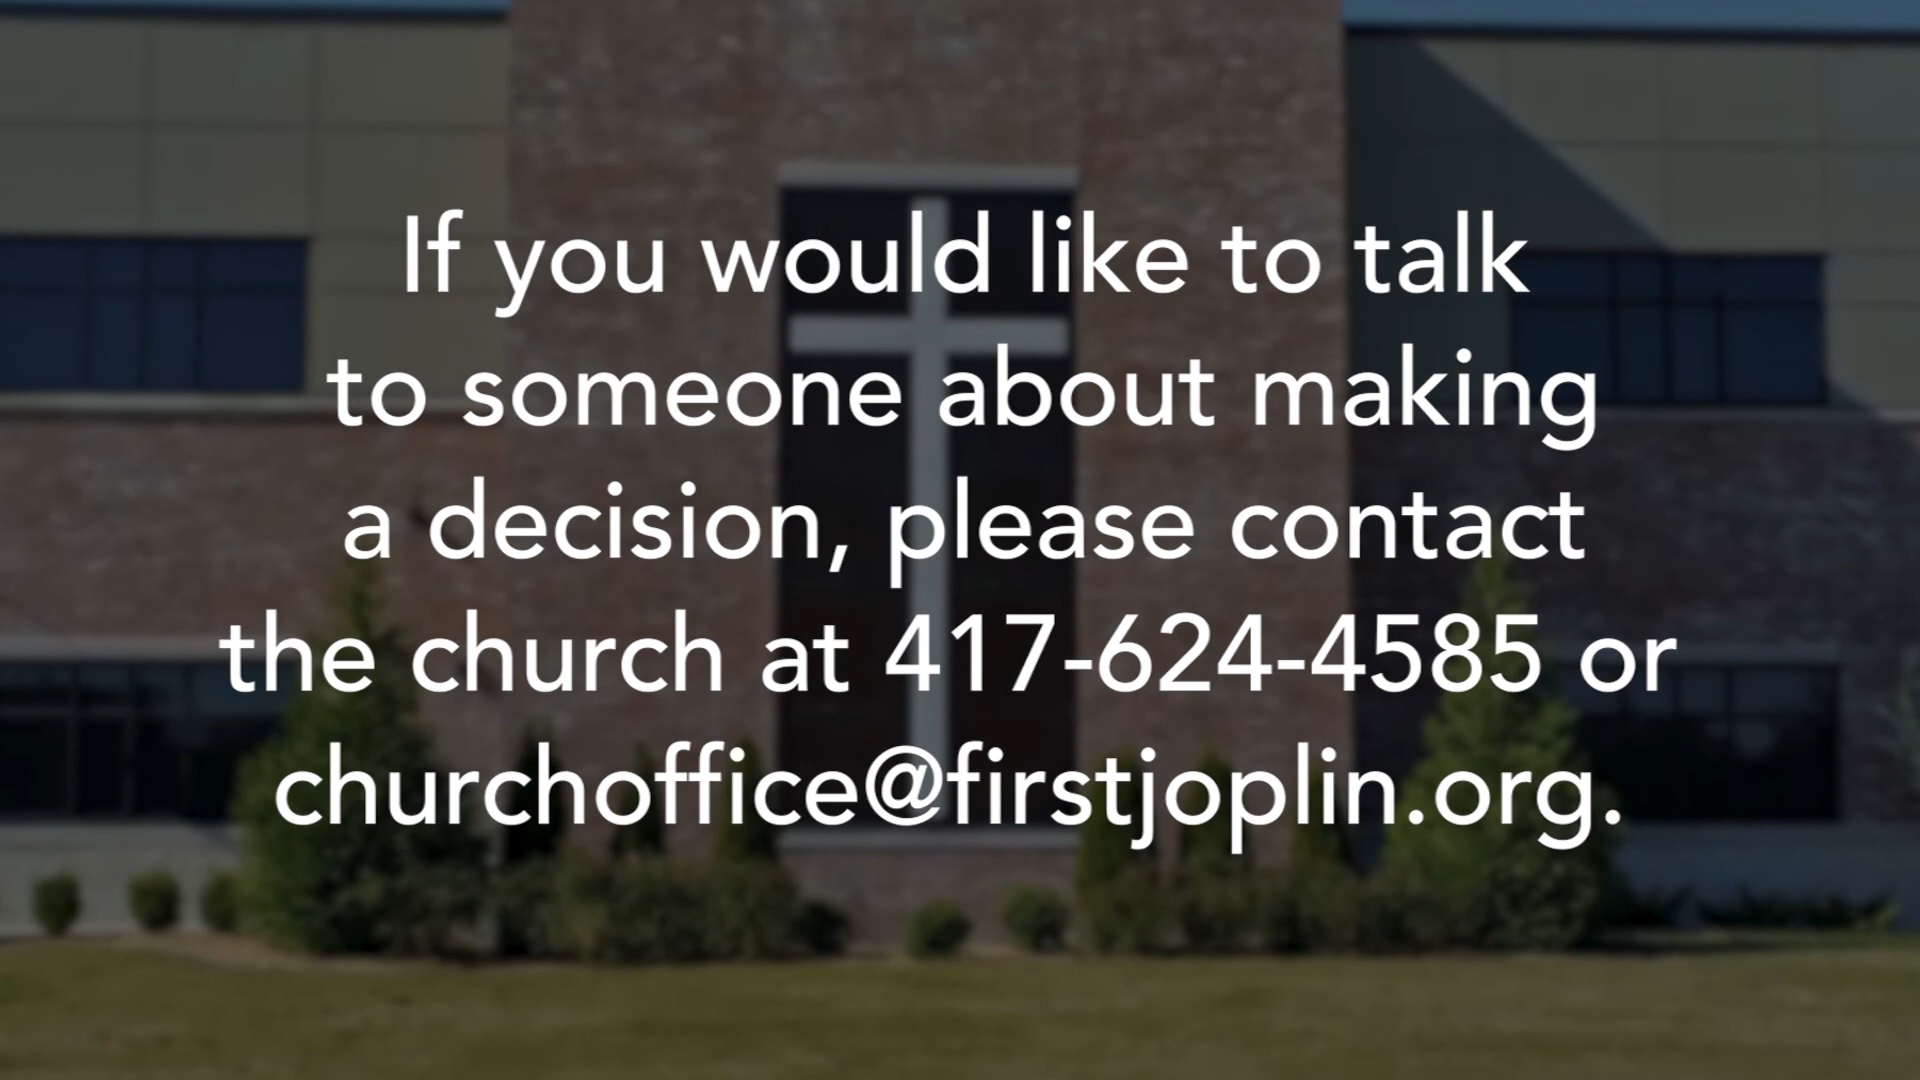 If you would like to talk
to someone about making
a decision, please contact
the church at 417-624-4585 or
churchoffice@firstjoplin.org.